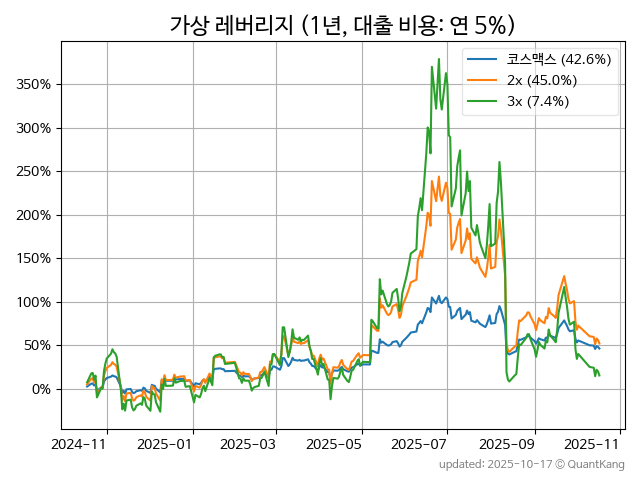 가상 레버리지 (1년, 대출 비용: 연 5%)
코스맥스 (42.6%)
2x (45.0%)
3x (7.4%)
350%
300%
250%
200%
150%
100%
50%
0%
2024-11 2025-01 2025-03 2025-05 2025-07 2025-09 2025-11
updated: 2025-10-17 © QuantKang